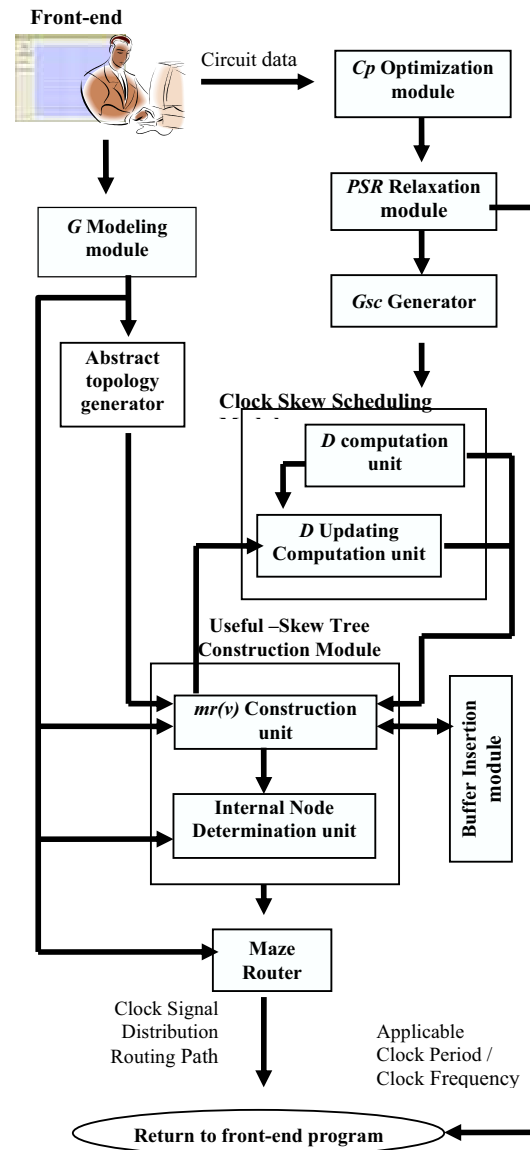 Front-end
Circuit data
Cp Optimization
module
PSR Relaxation
module
G Modeling
module
Gsc Generator
Abstract
topology
generator
Clock Skew Scheduling
D computation
unit
D Updating
Computation unit
Useful –Skew Tree
Construction Module
mr(v) Construction
unit
Buffer Insertion
module
Internal Node
Determination unit
Maze
Router
Clock Signal
Distribution
Routing Path
Applicable
Clock Period /
Clock Frequency
Return to front-end program